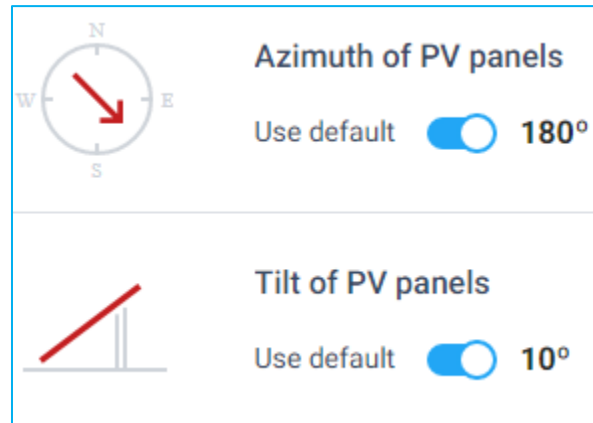 N
Azimuth of PV panels
W E
Use default 180º
S
Tilt of PV panels
Use default 10º